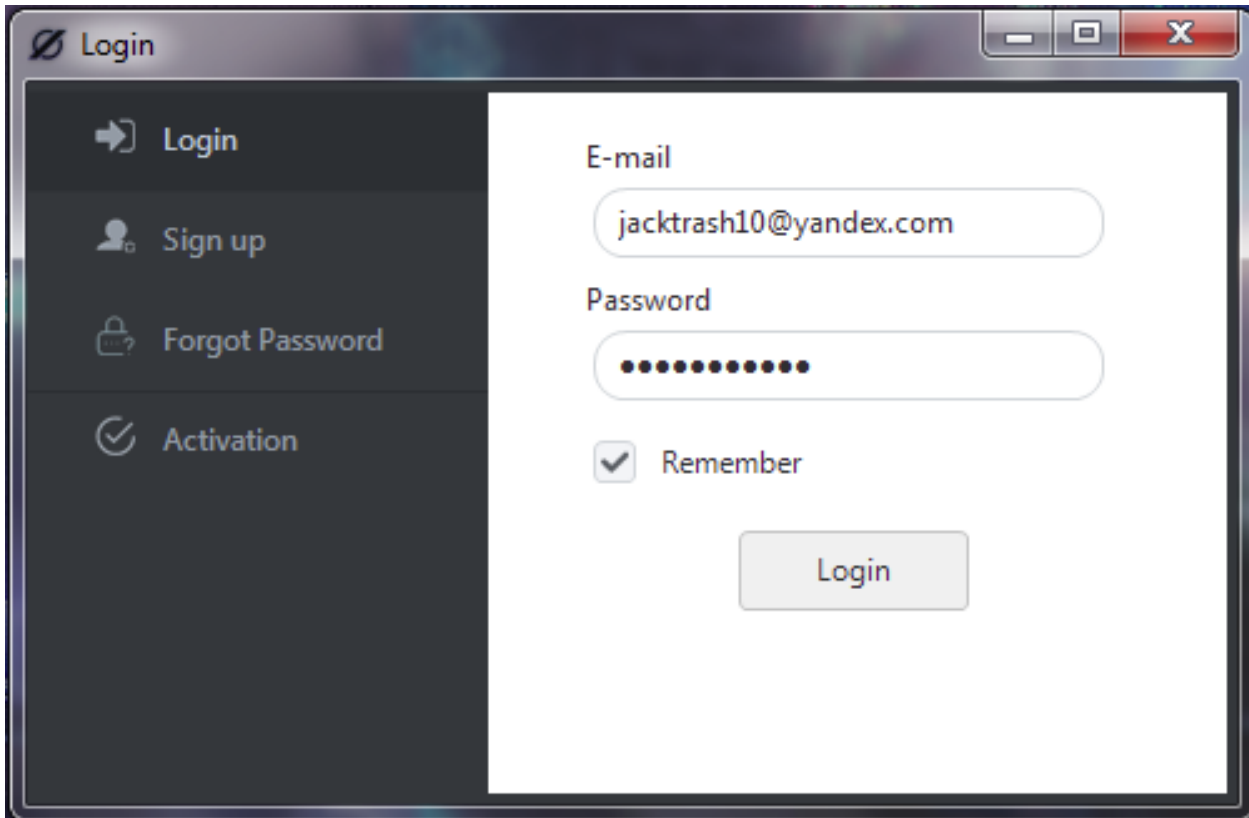 Login
Login
Sign up
Forgot Password
Activation
E-mail
jacktrash10@yandex.com
Password
Remember
Login